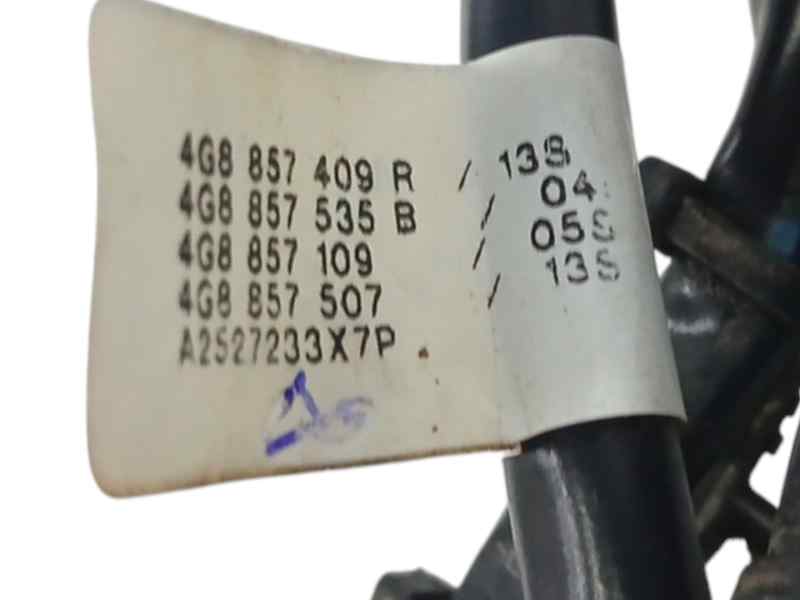 4G8 857 409 R / 13S
4G8 857 535 B / 04
4G8 857 109 / 05S
4G8 857 507 / 13S
A2527233X7P